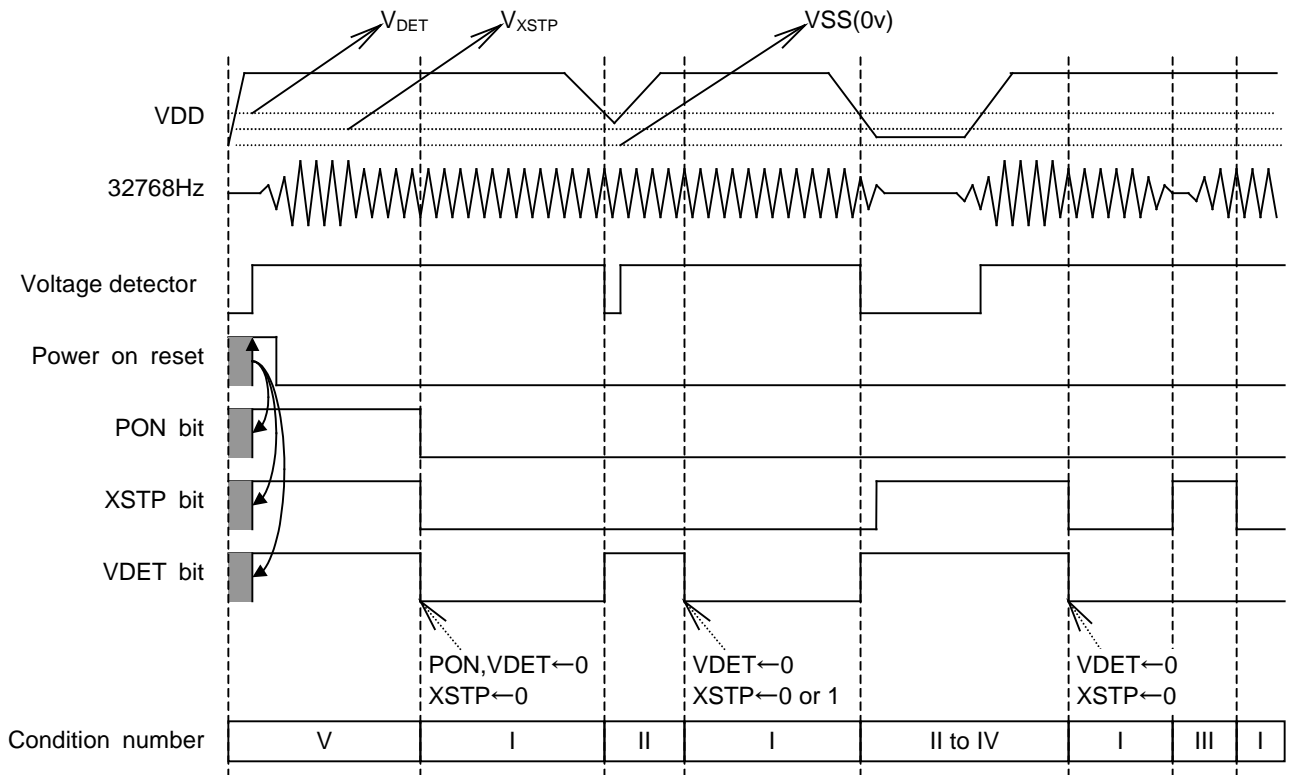 VDET VXSTP VSS(0v)
VDD
32768Hz
Voltage detector
Power on reset
PON bit
XSTP bit
VDET bit
PON,VDET←0
XSTP←0
VDET←0
XSTP←0 or 1
VDET←0
XSTP←0
Condition number V I II I II to IV I III I